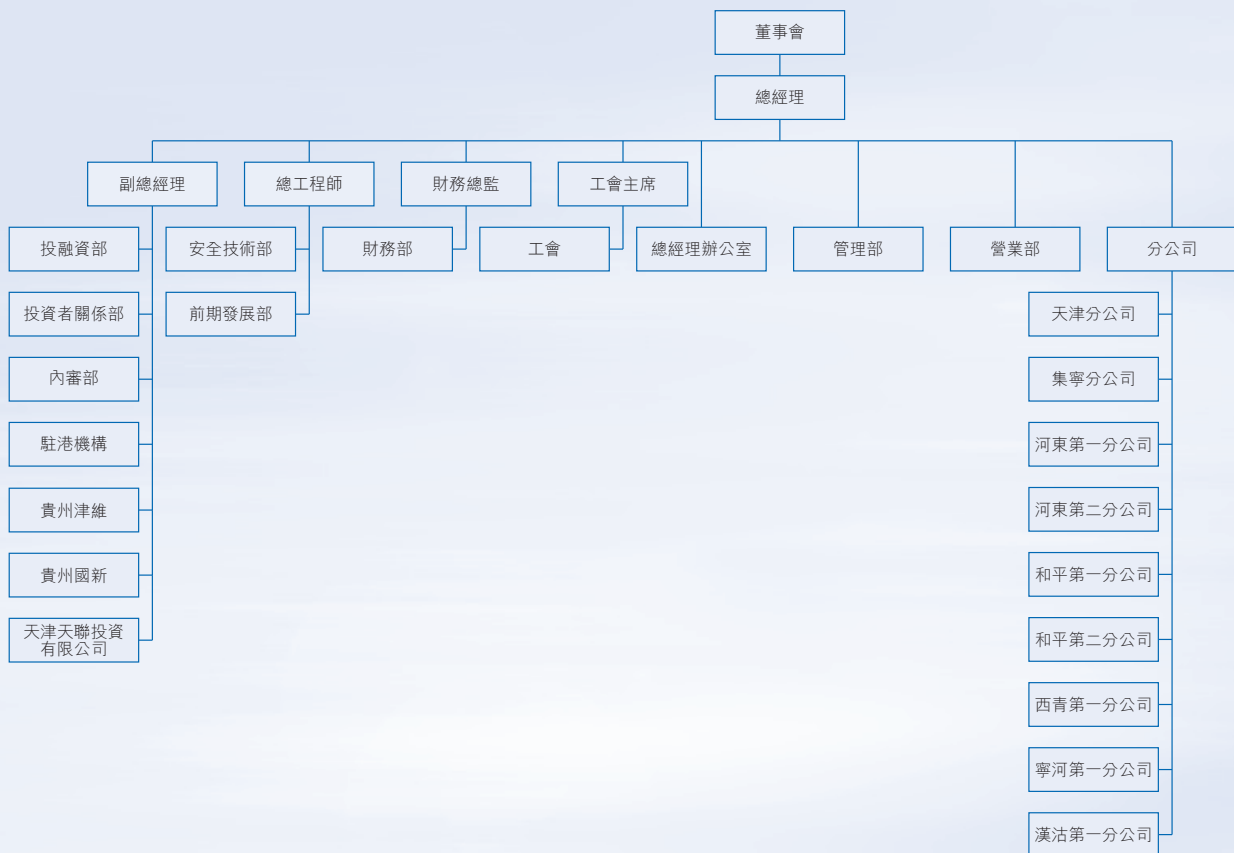 董事會
總經理
副總經理
總工程師
財務總監
工會主席
投融資部
安全技術部
財務部
工會
總經理辦公室
管理部
營業部
分公司
投資者關係部
前期發展部
天津分公司
內審部
集寧分公司
駐港機構
河東第一分公司
貴州津維
河東第二分公司
貴州國新
和平第一分公司
天津天聯投資
有限公司
和平第二分公司
西青第一分公司
寧河第一分公司
漢沽第一分公司